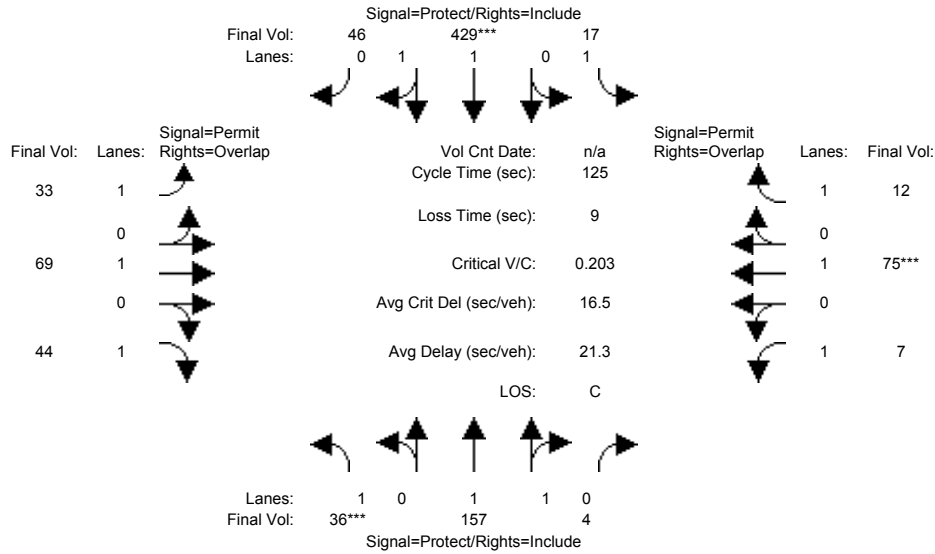 Signal=Protect/Rights=Include
Final Vol: 46 429*** 17
Lanes: 0 1 1 0 1
Signal=Permit
Final Vol: Lanes: Rights=Overlap
Vol Cnt Date: n/a
Signal=Permit
Rights=Overlap Lanes: Final Vol:
Cycle Time (sec): 125
33 1
1 12
Loss Time (sec): 9
0
0
69 1
Critical V/C: 0.203
1 75***
0
Avg Crit Del (sec/veh): 16.5
0
44 1
Avg Delay (sec/veh): 21.3
1 7
LOS: C
Lanes: 1 0 1 1 0
Final Vol: 36*** 157 4
Signal=Protect/Rights=Include